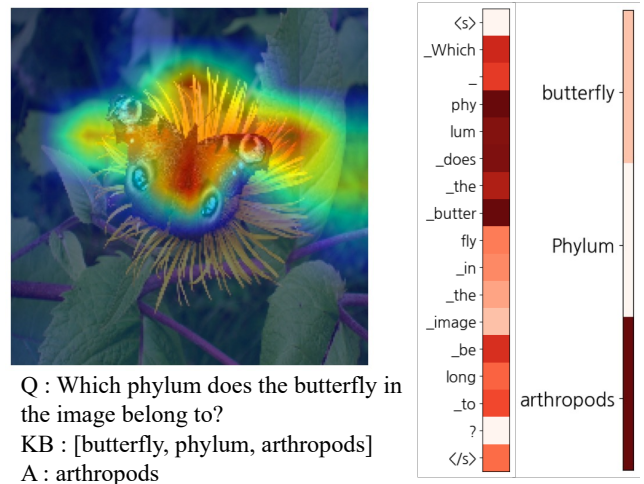 Q : Which phylum does the butterfly in
the image belong to?
KB : [butterfly, phylum, arthropods]
A : arthropods
<s>
_Which
_
phy
lum
_does
_the
_butter
fly
_in
_the
_image
_be
long
_to
?
</s>
butterfly
Phylum
arthropods